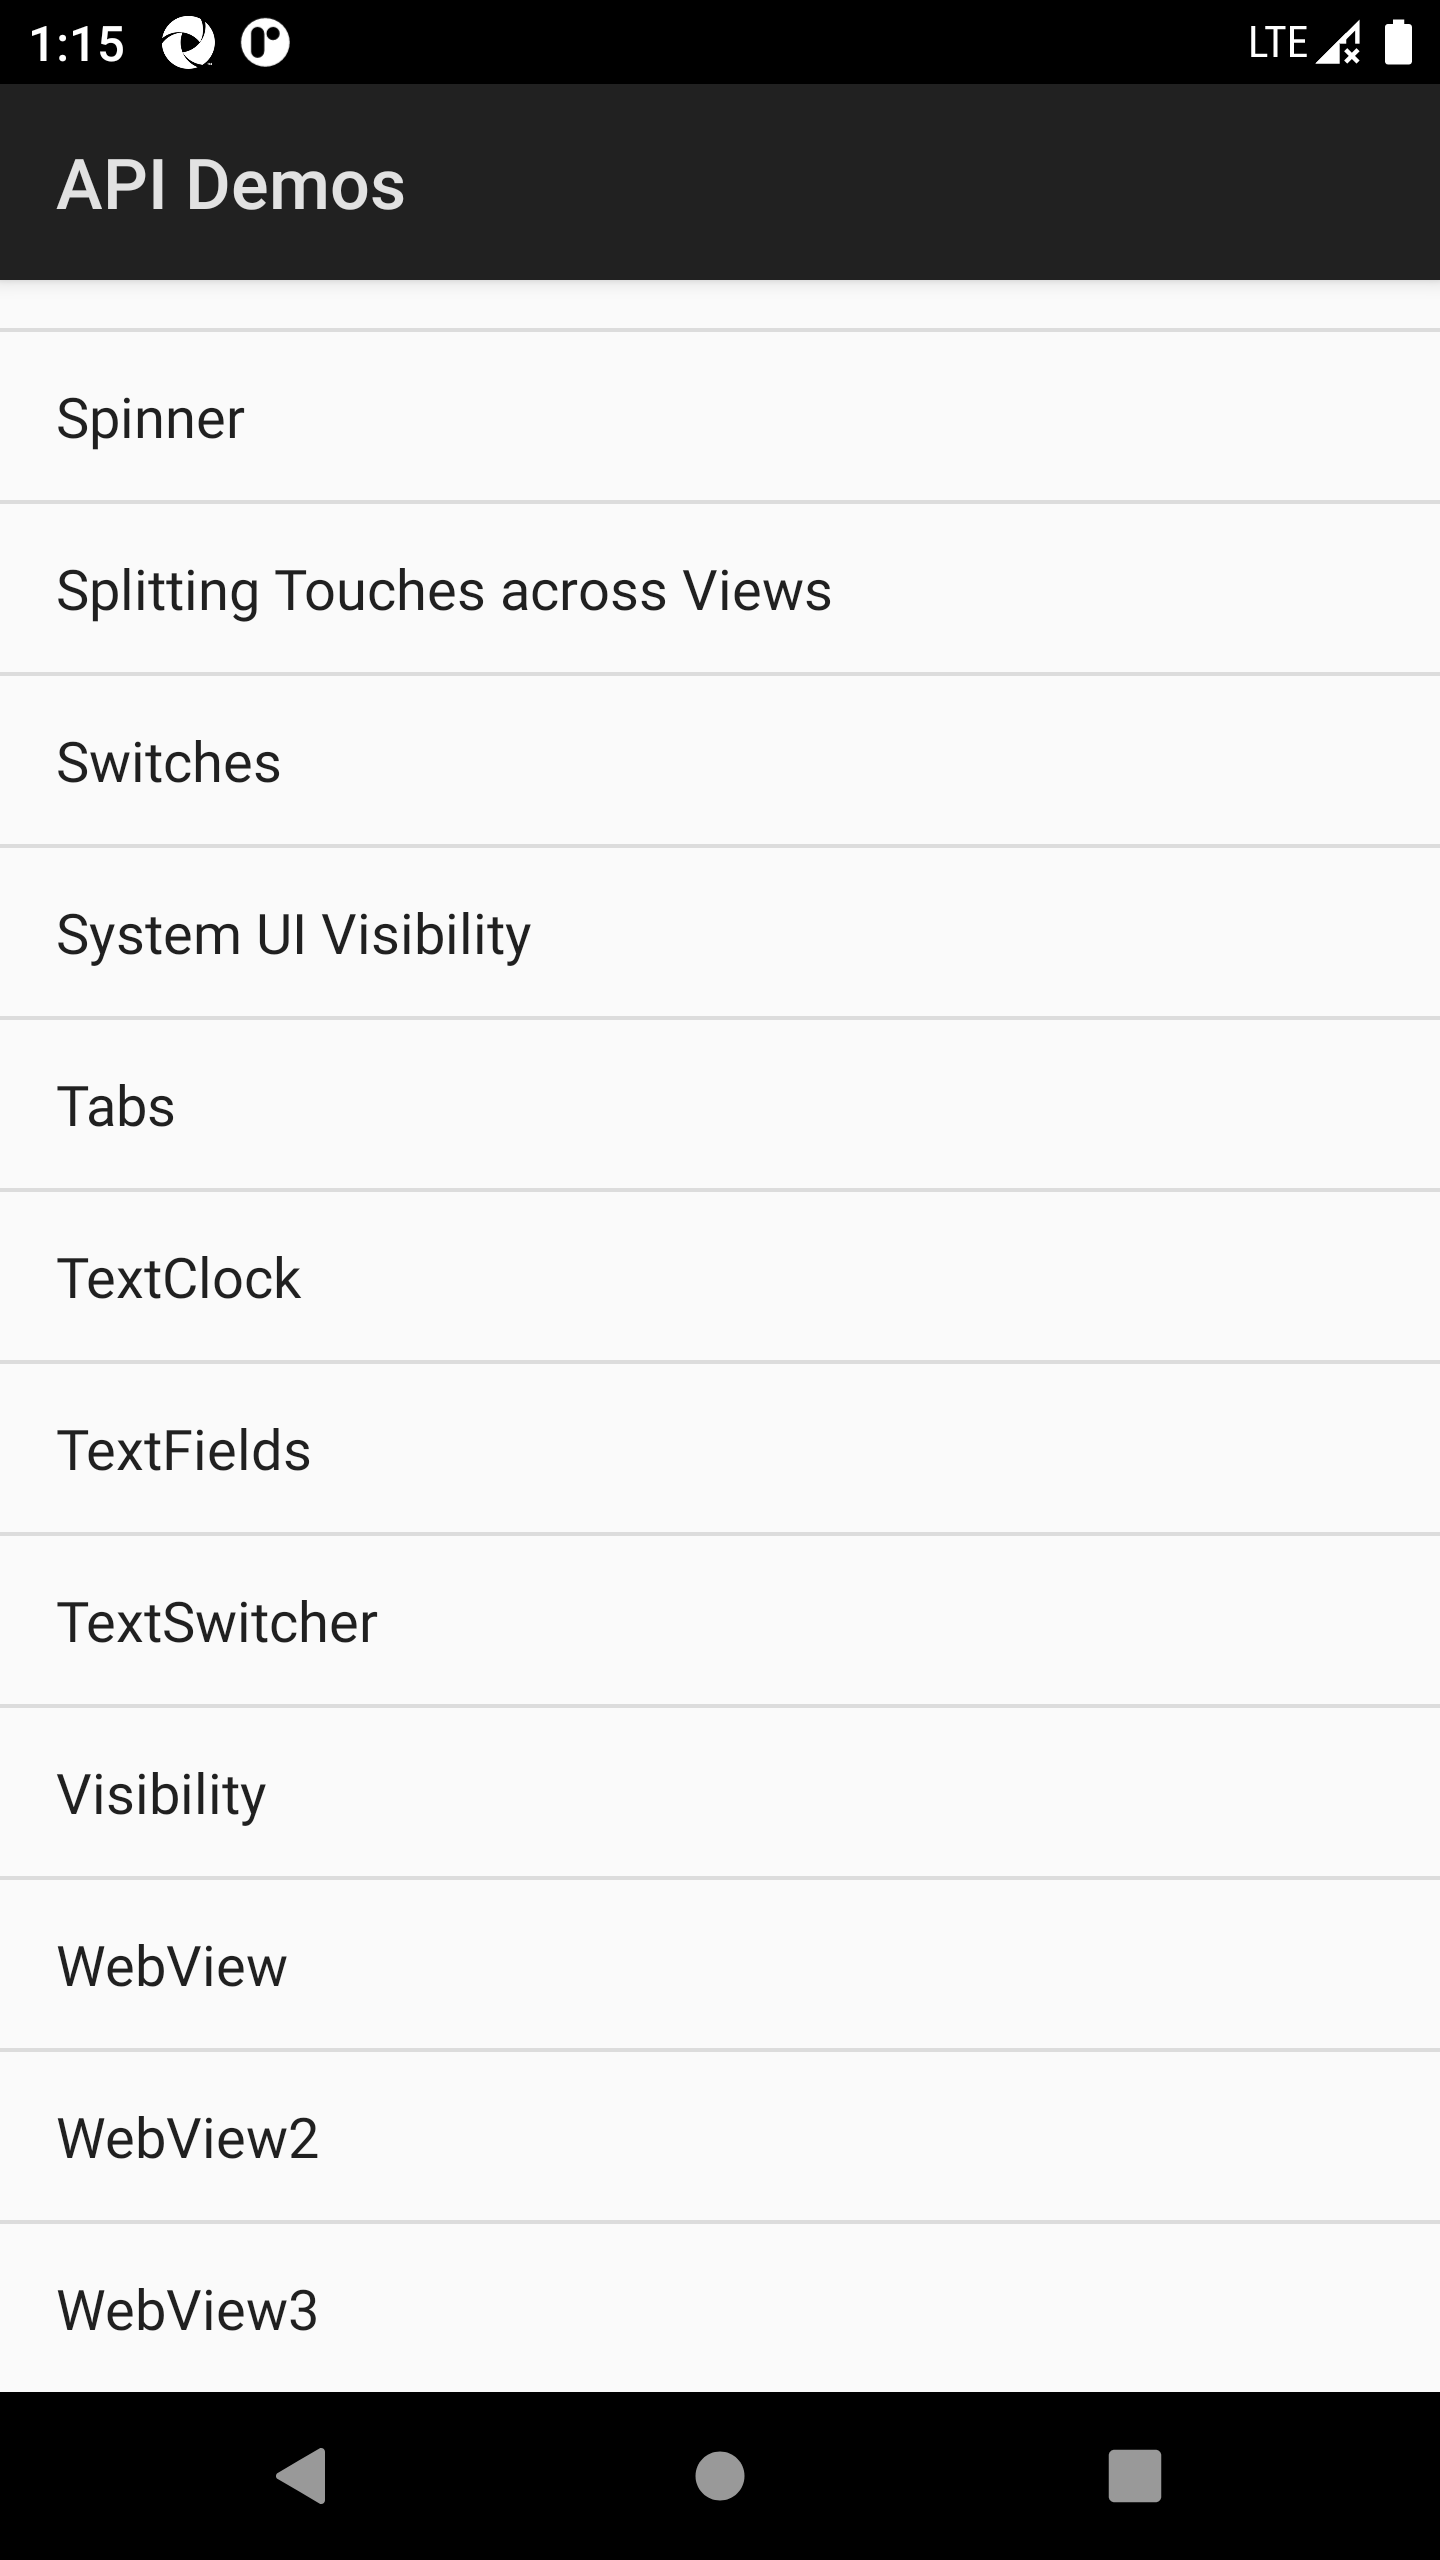 1:15
LTE
API Demos
Spinner
Splitting Touches across Views
Switches
System UI Visibility
Tabs
TextClock
TextFields
TextSwitcher
Visibility
WebView
WebView2
WebView3